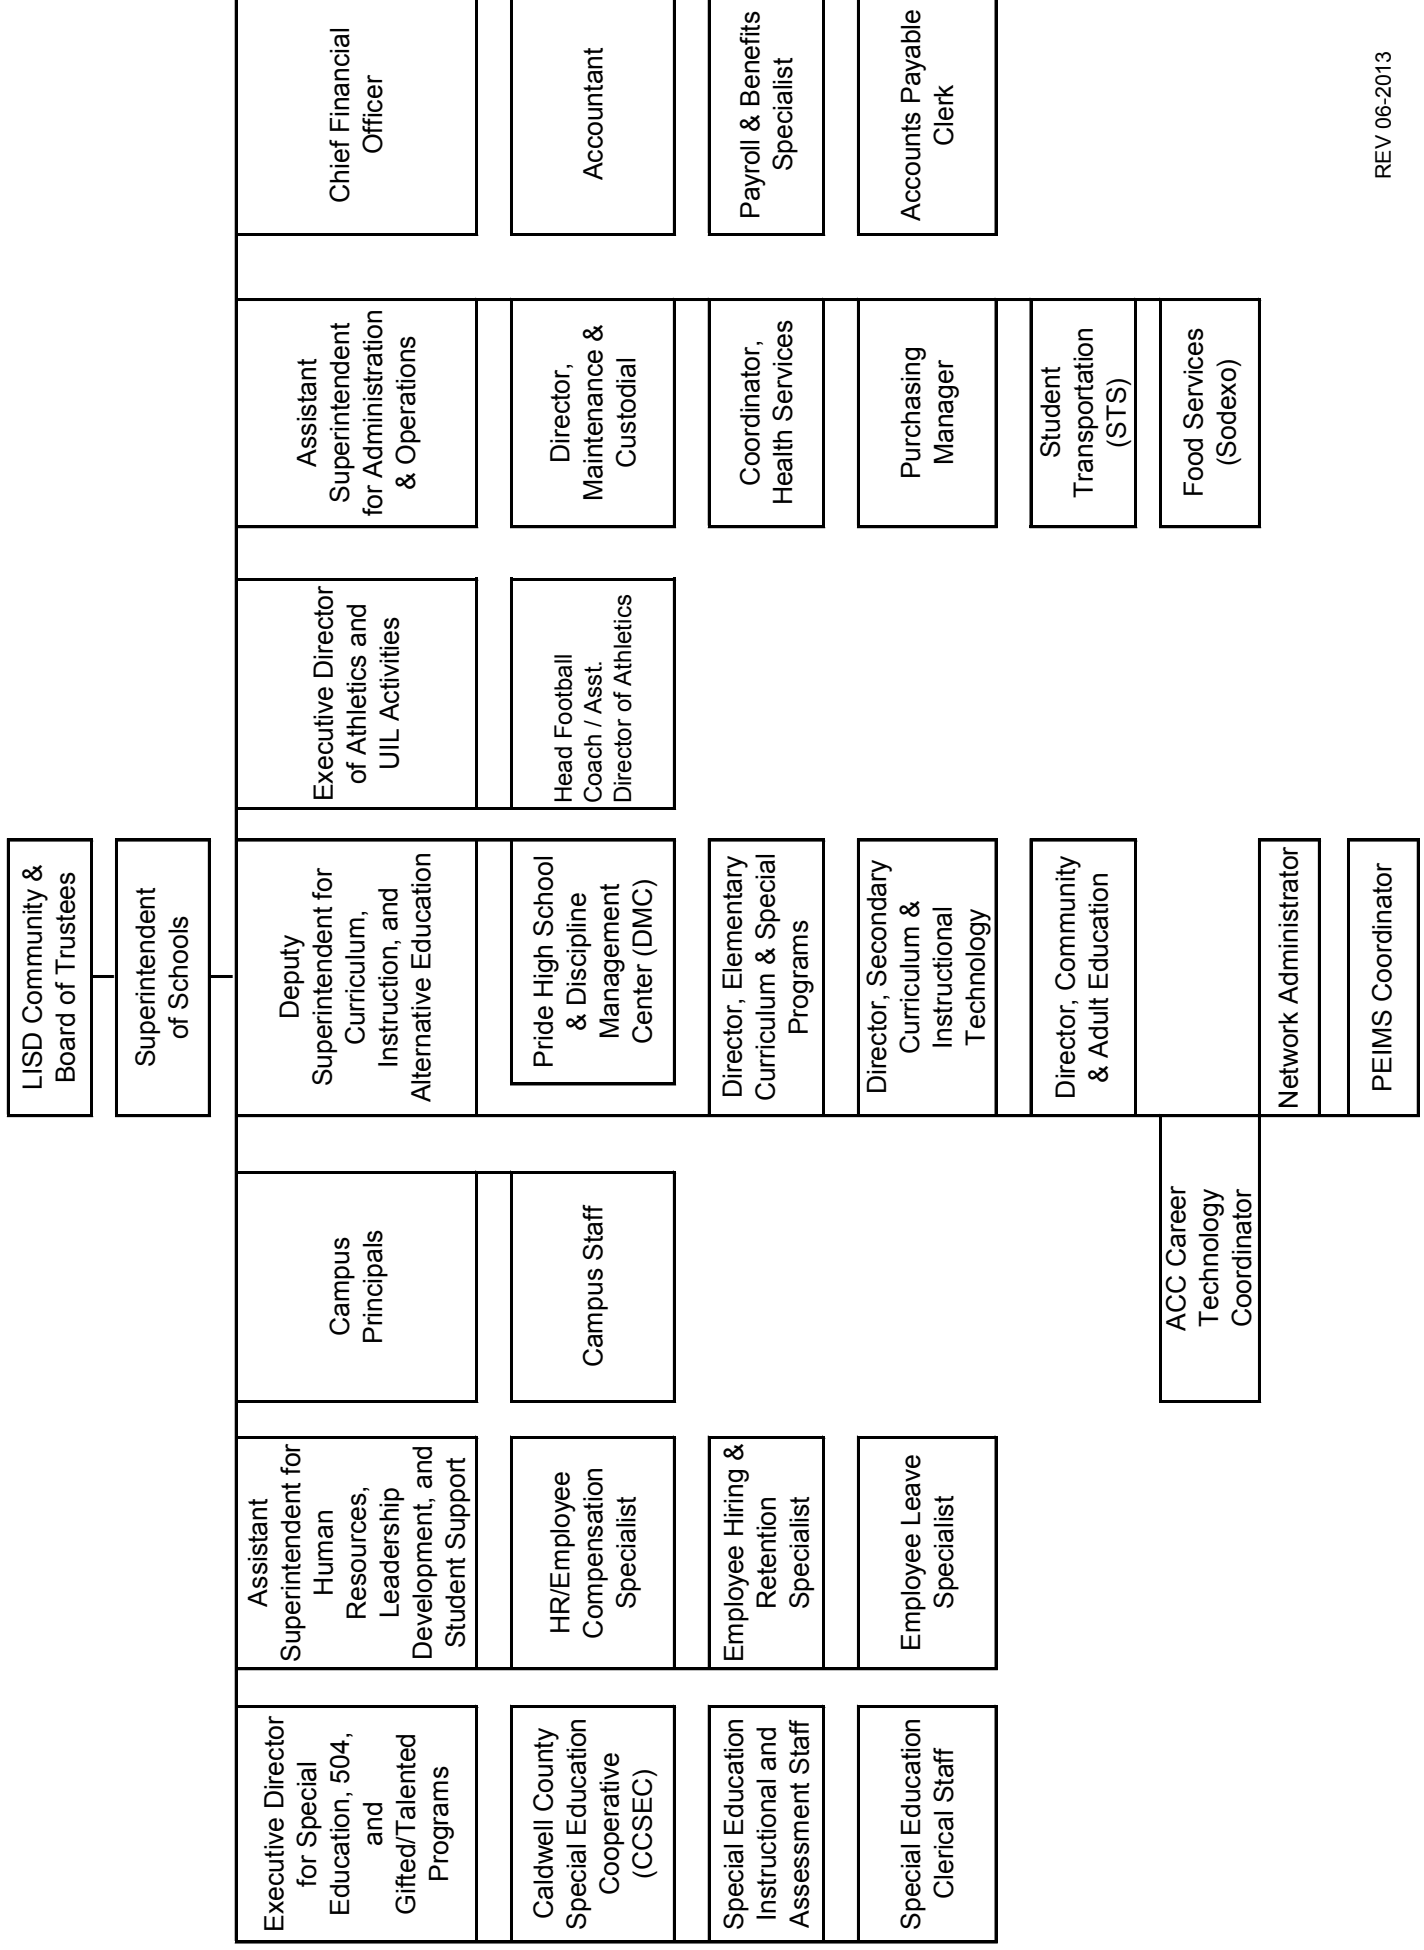 LISD Community &
Board of Trustees
Superintendent
of Schools
Executive Director
for Special
Education, 504,
and
Gifted/Talented
Programs
Assistant
Superintendent for
Human
Resources,
Leadership
Development, and
Student Support
Campus
Principals
Deputy
Superintendent for
Curriculum,
Instruction, and
Alternative Education
Executive Director
of Athletics and
UIL Activities
Assistant
Superintendent
for Administration
& Operations
Chief Financial
Officer
Caldwell County
Special Education
Cooperative
(CCSEC)
HR/Employee
Compensation
Specialist
Campus Staff
Pride High School
& Discipline
Management
Center (DMC)
Head Football
Coach / Asst.
Director of Athletics
Director,
Maintenance &
Custodial
Accountant
Special Education
Instructional and
Assessment Staff
Employee Hiring &
Retention
Specialist
Director, Elementary
Curriculum & Special
Programs
Coordinator,
Health Services
Payroll & Benefits
Specialist
Special Education
Clerical Staff
Employee Leave
Specialist
Director, Secondary
Curriculum &
Instructional
Technology
Purchasing
Manager
Accounts Payable
Clerk
Director, Community
& Adult Education
Student
Transportation
(STS)
ACC Career
Technology
Coordinator
Food Services
(Sodexo)
Network Administrator
PEIMS Coordinator
REV 06-2013